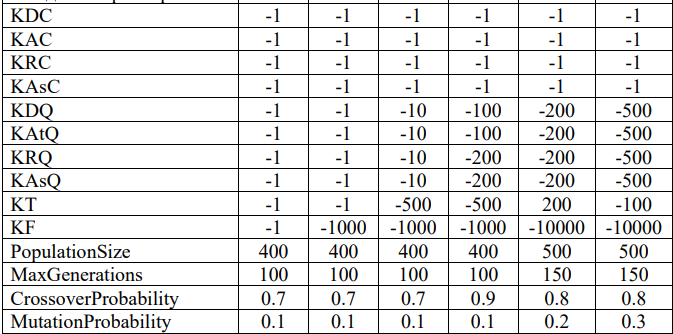 KDC -1 -1 -1 -1 -1 -1
KAC -1 -1 -1 -1 -1 -1
KRC -1 -1 -1 -1 -1 -1
KAsC -1 -1 -1 -1 -1 -1
KDQ -1 -1 -10 -100 -200 -500
KAtQ -1 -1 -10 -100 -200 -500
KRQ -1 -1 -10 -200 -200 -500
KAsQ -1 -1 -10 -200 -200 -500
KT -1 -1 -500 -500 200 -100
KF -1 -1000 -1000 -1000 -10000 -10000
PopulationSize 400 400 400 400 500 500
MaxGenerations 100 100 100 100 150 150
CrossoverProbability 0.7 0.7 0.7 0.9 0.8 0.8
MutationProbability 0.1 0.1 0.1 0.1 0.2 0.3